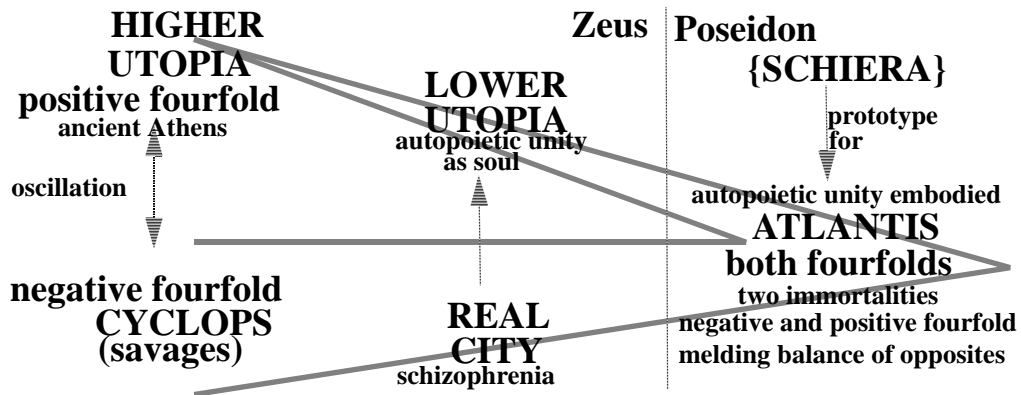 HIGHER
UTOPIA
positive fourfold
ancient Athens
oscillation
negative fourfold
CYCLOPS
(savages)
LOWER
UTOPIA
autopoietic unity
as soul
REAL
CITY
schizophrenia
Zeus
Poseidon
{SCHIERA}
prototype
for
autopoietic unity embodied
ATLANTIS
both fourfolds
two immortalities
negative and positive fourfold
melding balance of opposites